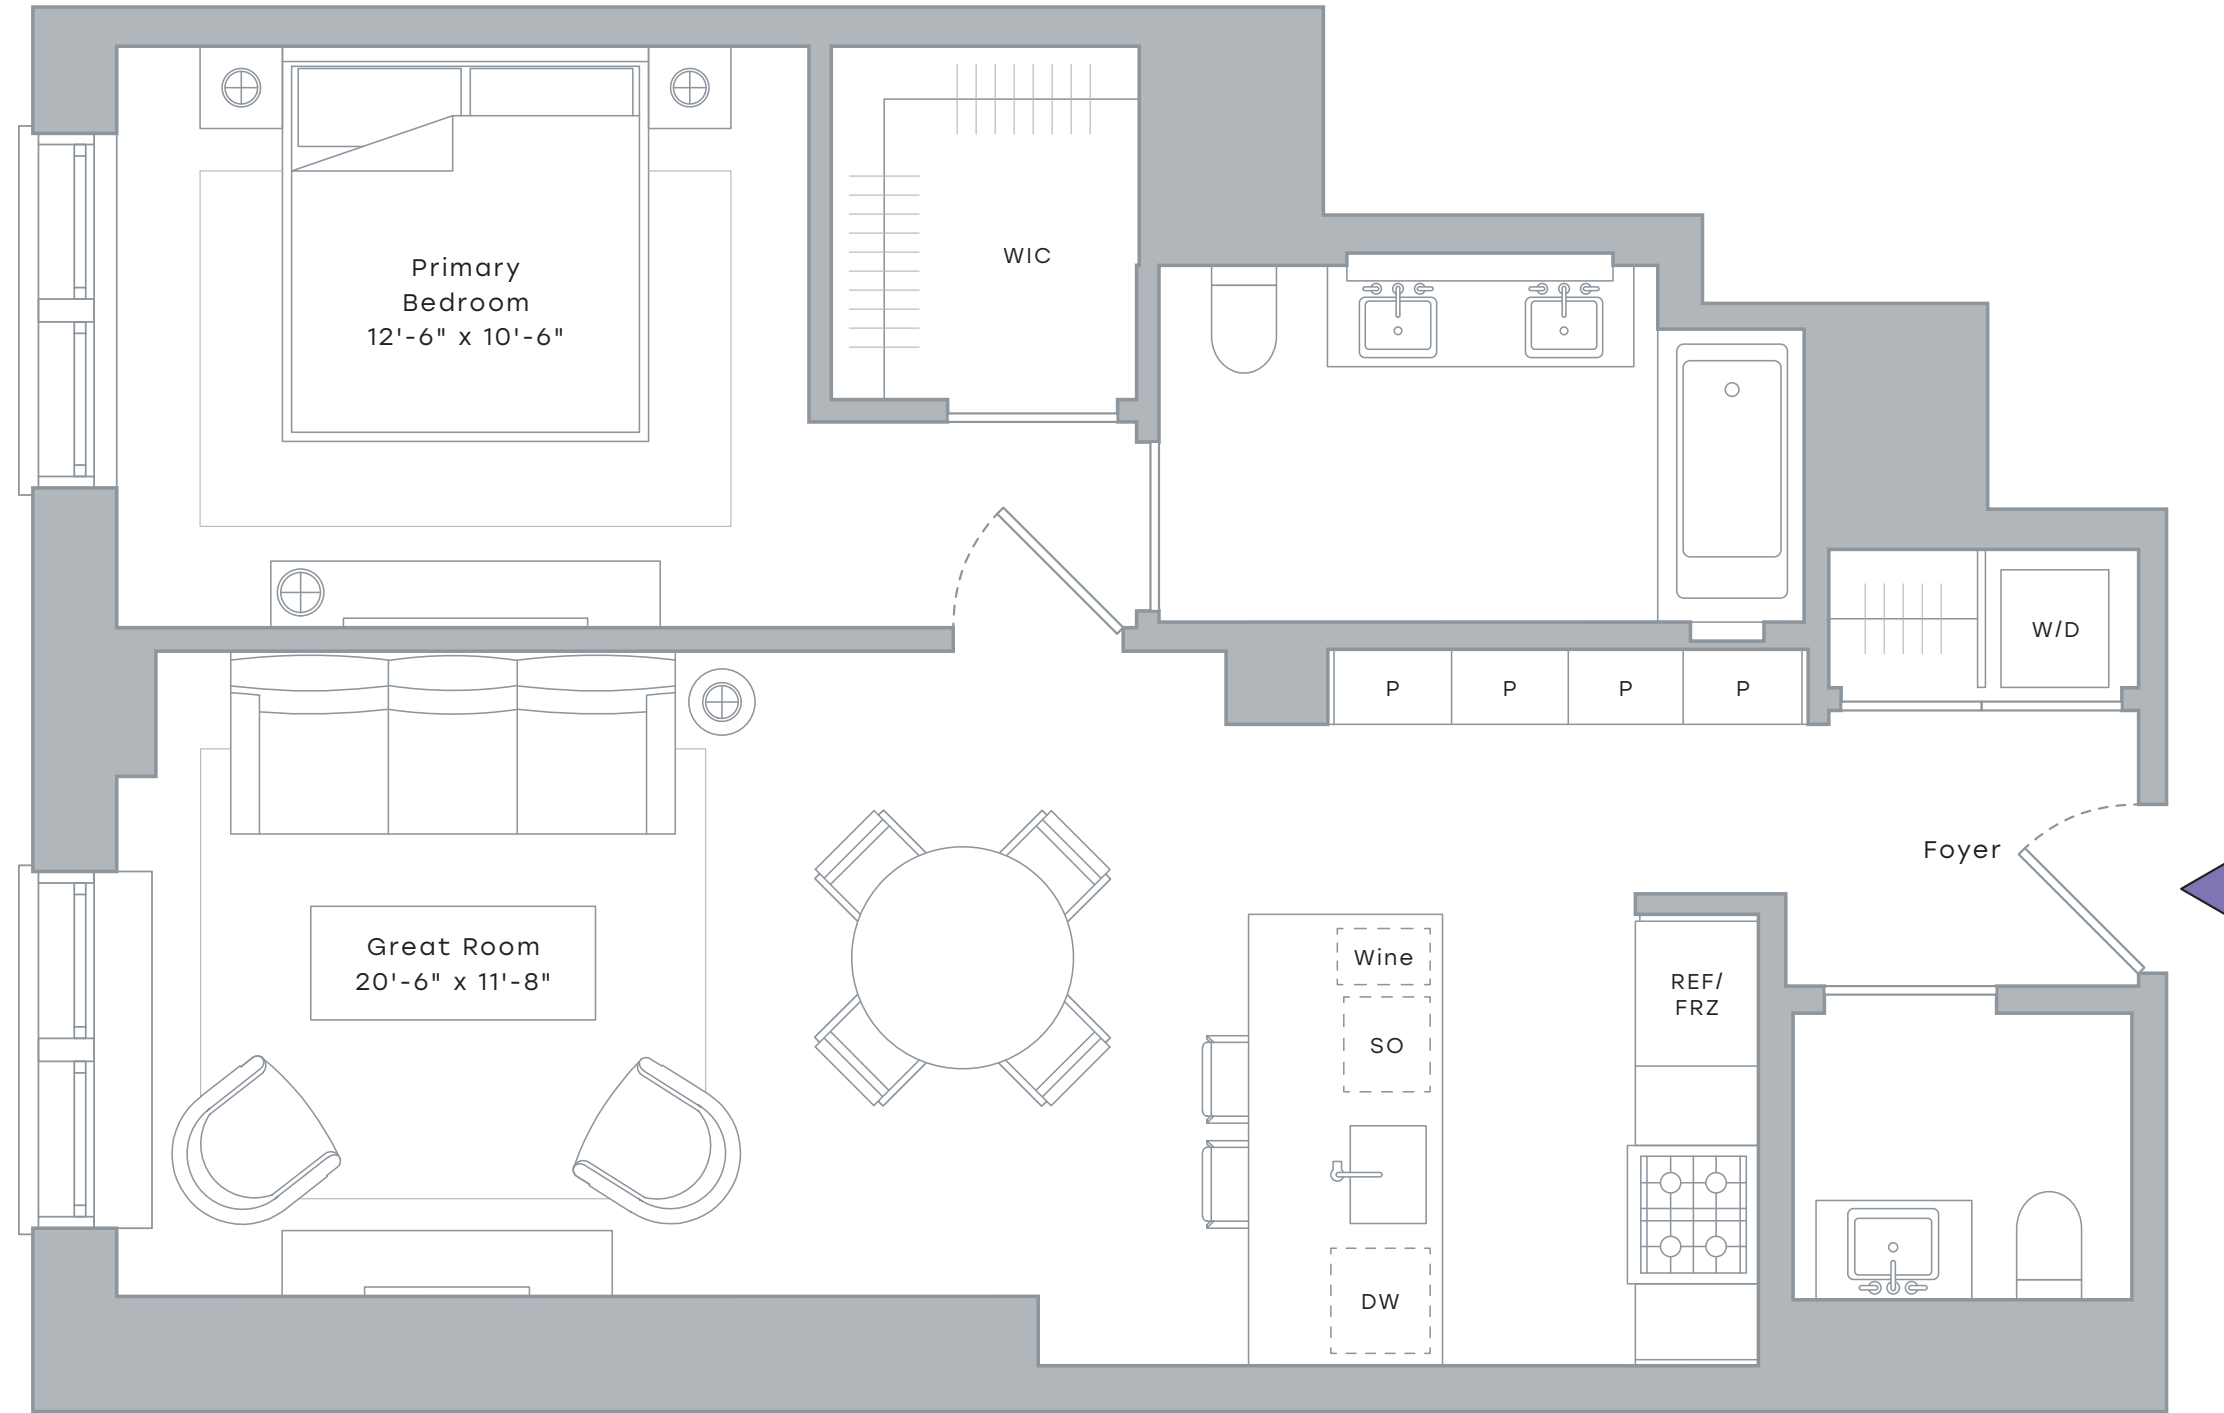 WIC
Primary
Bedroom
12'-6" x 10'-6"
W/D
P P P P
Foyer
Great Room
20'-6" x 11'-8"
Wine
SO
DW
REF/
FRZ